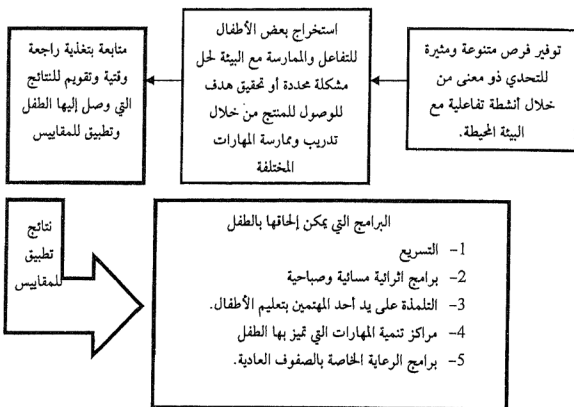 توفير فرص متنوعة ومثيرة
للتحدي ذو معنى من
خلال أنشطة تفاعلية مع
البيئة المحيطة.
استخراج بعض الأطفال
للتفاعل والممارسة مع البيئة لحل
مشكلة محددة أو تحقيق هدف
للوصول للمنتج من خلال
تدريب وممارسة المهارات
المختلفة
متابعة بتغذية راجعة
وقتية وتقويم للنتائج
التي وصل إليها الطفل
وتطبيق للمقاييس
نتائج
تطبيق
للمقاييس
البرامج التي يمكن إلحاقها بالطفل
1- التسريع
2- برامج اثرائية مسائية وصباحية
3- التلمذة على يد أحد المهتمين بتعليم الأطفال.
4- مراكز تنمية المهارات التي تميز بها الطفل
5- برامج الرعاية الخاصة بالصفوف العادية.